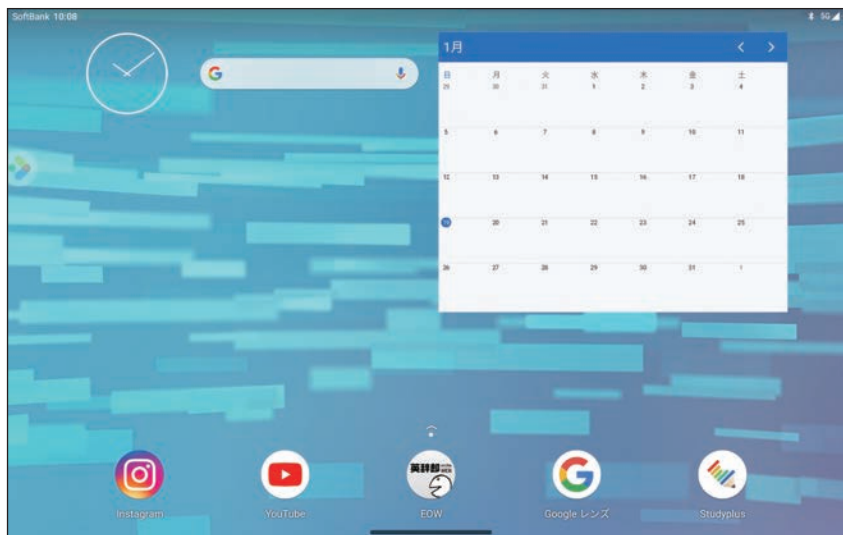 SoftBank 10:08
5G
1月
日 月 火 水 木 金 土
29 30 31 1 2 3 4
5 6 7 8 9 10 11
12 13 14 15 16 17 18
19 20 21 22 23 24 25
26 27 28 29 30 31 1
英辞郎
Instagram
YouTube
EOW
Google レンズ
Studyplus